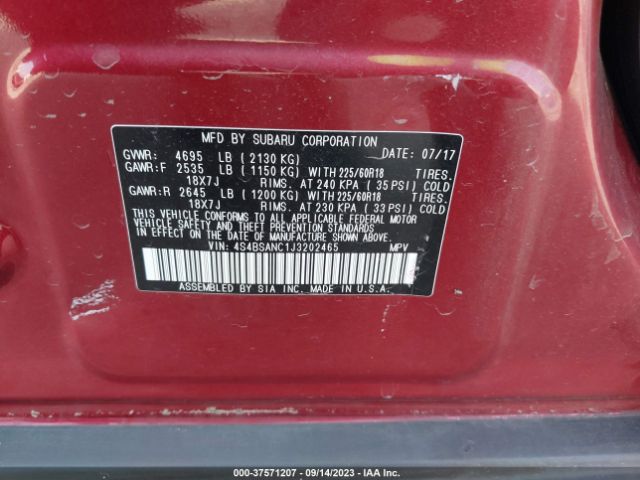 MFD BY SUBARU CORPORATION
GVWR: 4695 LB ( 2130 KG) DATE: 07/17
GAWR:F 2535 LB ( 1150 KG) WITH 225/60R18 TIRES.
18X7J RIMS. AT 240 KPA ( 35 PSI) COLD
GAWR:R 2645 LB ( 1200 KG) WITH 225/60R18 TIRES.
18X7J RIMS. AT 230 KPA ( 33 PSI) COLD
THIS VEHICLE CONFORMS TO ALL APPLICABLE FEDERAL MOTOR
VEHICLE SAFETY BUMPER, AND THEFT PREVENTION STANDARDS
IN EFFECT ON THE DATE OF MANUFACTURE SHOWN ABOVE.
VIN: 4S4BSANC1J3202465 MPV
ASSEMBLED BY SIA INC. MADE IN U.S.A.
000-37571207 - 09/14/2023 - IAA Inc.